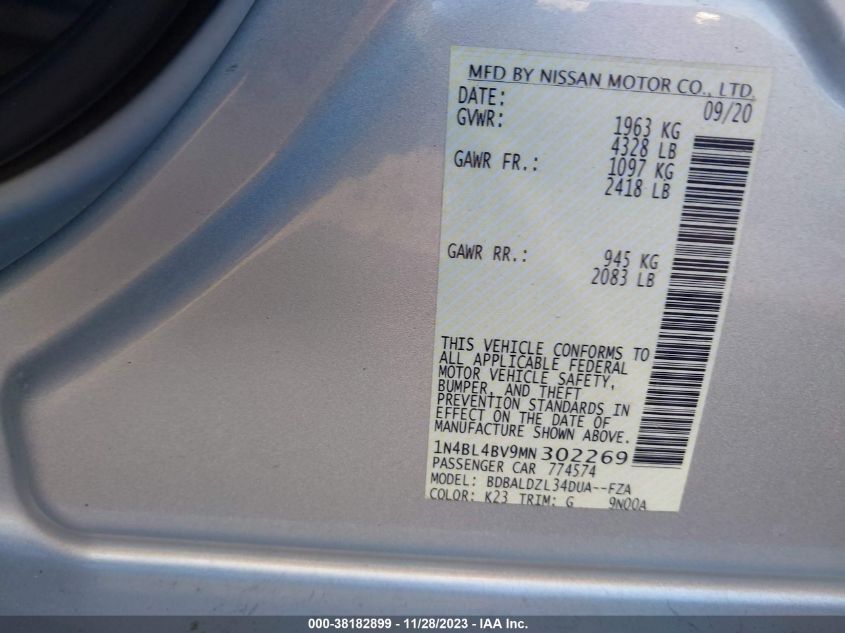 MFD BY NISSAN MOTOR CO., LTD.
DATE: 09/20
GVWR: 1963 KG
4328 LB
GAWR FR.: 1097 KG
2418 LB
GAWR RR.: 945 KG
2083 LB
THIS VEHICLE CONFORMS TO
ALL APPLICABLE FEDERAL
MOTOR VEHICLE SAFETY,
BUMPER, AND THEFT
PREVENTION STANDARDS IN
EFFECT ON THE DATE OF
MANUFACTURE SHOWN ABOVE.
1N4BL4BV9MN302269
PASSENGER CAR 774574
MODEL: BDBALDZL34DUA--FZA
COLOR: K23 TRIM: G 9N00A
000-38182899 - 11/28/2023 - IAA Inc.